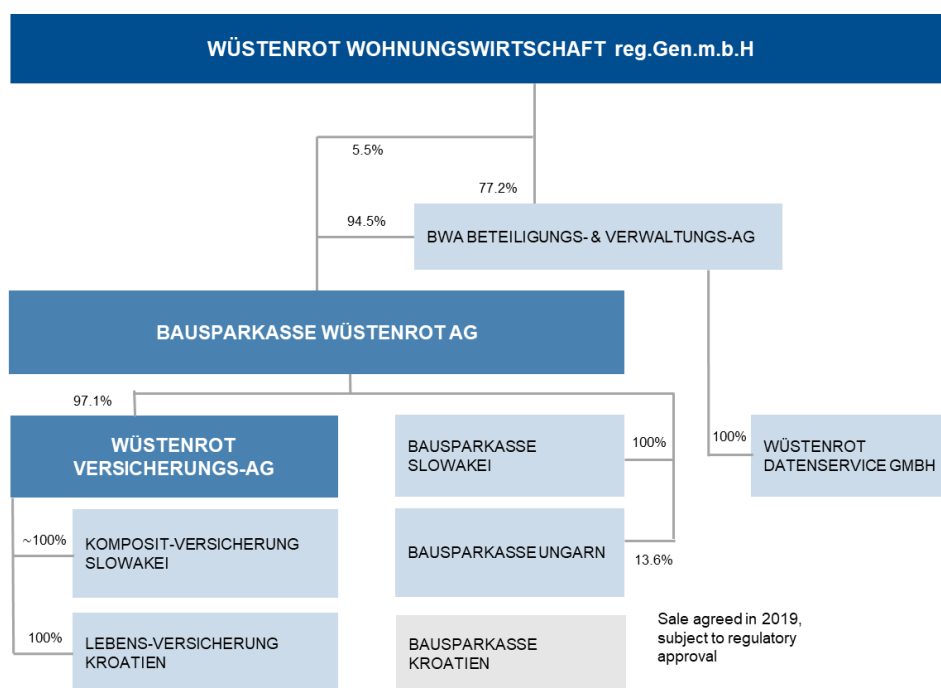 WÜSTENROT WOHNUNGSWIRTSCHAFT reg.Gen.m.b.H
5.5%
77.2%
94.5%
BWA BETEILIGUNGS- & VERWALTUNGS-AG
BAUSPARKASSE WÜSTENROT AG
97.1%
WÜSTENROT
VERSICHERUNGS-AG
BAUSPARKASSE
SLOWAKEI
100%
100%
WÜSTENROT
DATENSERVICE GMBH
~100%
KOMPOSIT-VERSICHERUNG
SLOWAKEI
BAUSPARKASSE UNGARN
13.6%
100%
LEBENS-VERSICHERUNG
KROATIEN
BAUSPARKASSE
KROATIEN
Sale agreed in 2019,
subject to regulatory
approval